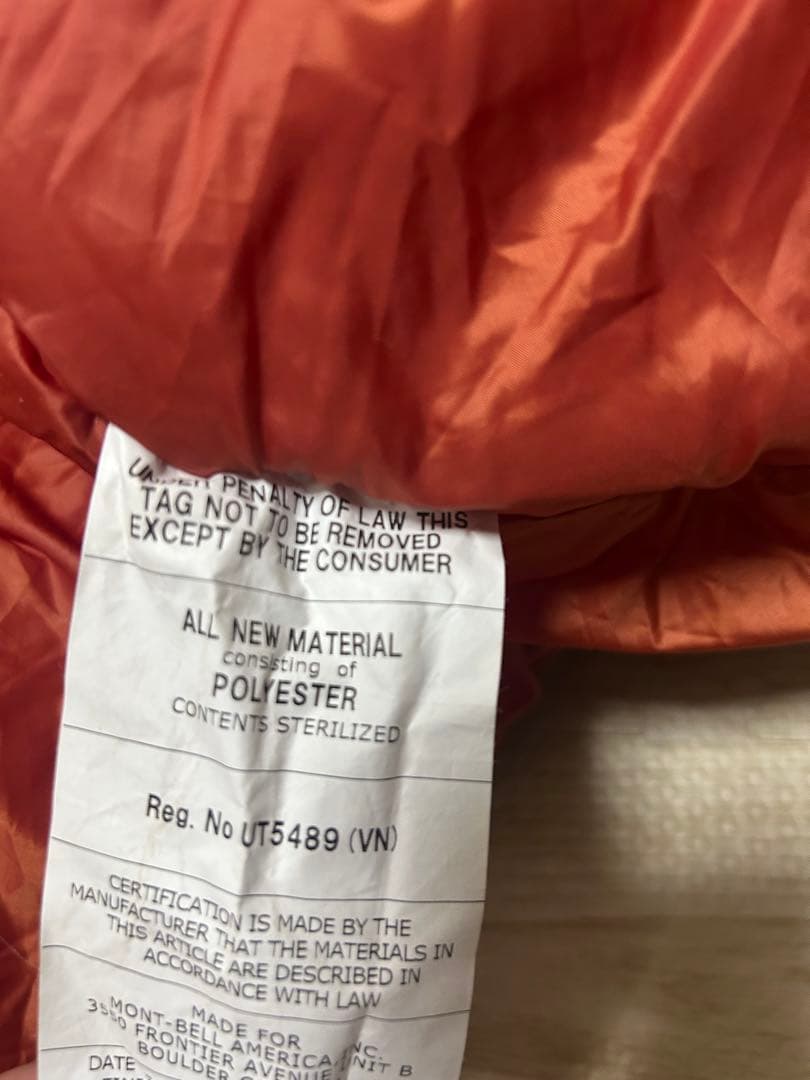 UNDER PENALTY OF LAW THIS
TAG NOT TO BE REMOVED
EXCEPT BY THE CONSUMER
ALL NEW MATERIAL
consisting of
POLYESTER
CONTENTS STERILIZED
Reg. No UT5489 (VN)
CERTIFICATION IS MADE BY THE
MANUFACTURER THAT THE MATERIALS IN
THIS ARTICLE ARE DESCRIBED IN
ACCORDANCE WITH LAW
MADE FOR
MONT-BELL AMERICA INC.
FRONTIER AVENUE UNIT B
BOULDER
DATE